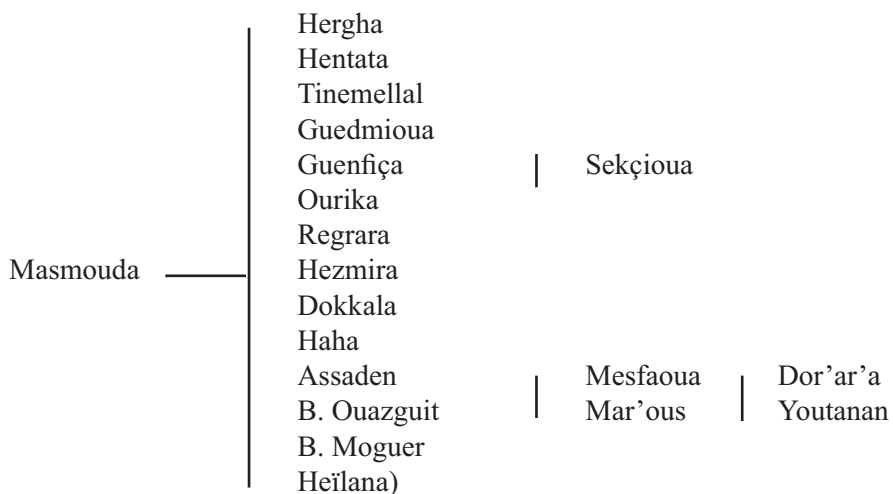 Hergha
Hentata
Tinemellal
Guedmioua
Guenfiça Sekçioua
Ourika
Regrara
Masmouda Hezmira
Dokkala
Haha
Assaden Mesfaoua Dor’ar’a
B. Ouazguit Mar’ous Youtanan
B. Moguer
Heïlana)